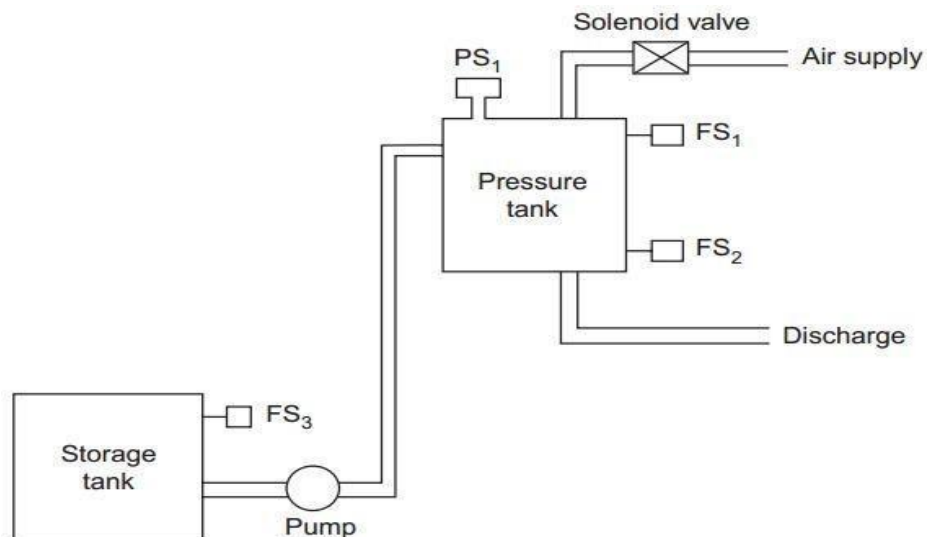 Solenoid valve
PS₁
Air supply
FS₁
Pressure
tank
FS₂
Discharge
FS₃
Storage
tank
Pump